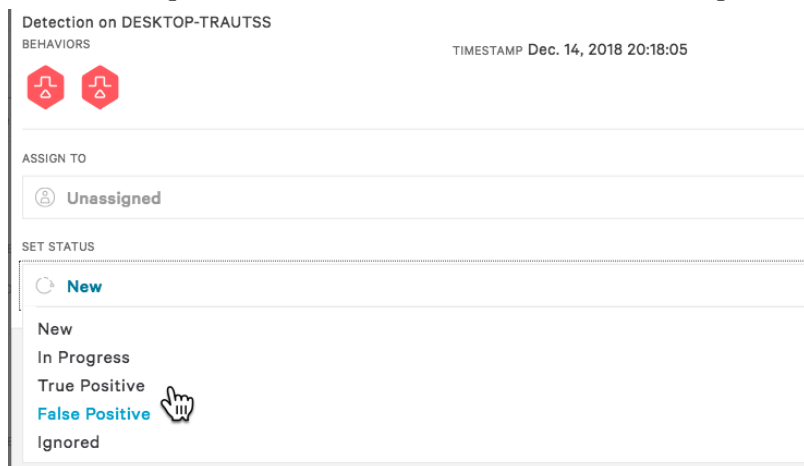 Detection on DESKTOP-TRAUTSS
BEHAVIORS
TIMESTAMP Dec. 14, 2018 20:18:05
ASSIGN TO
Unassigned
SET STATUS
New
New
In Progress
True Positive
False Positive
Ignored